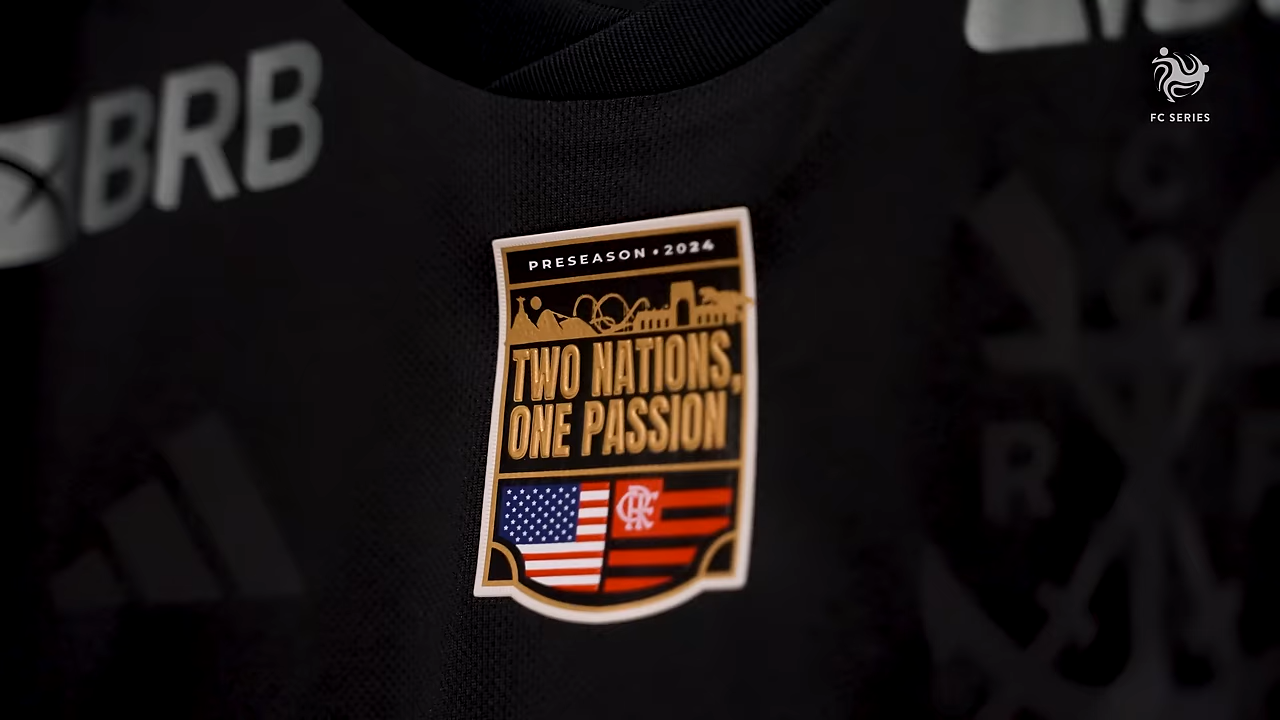 BRB
FC SERIES
PRESEASON • 2024
TWO NATIONS,
ONE PASSION
CRF
C
R
F